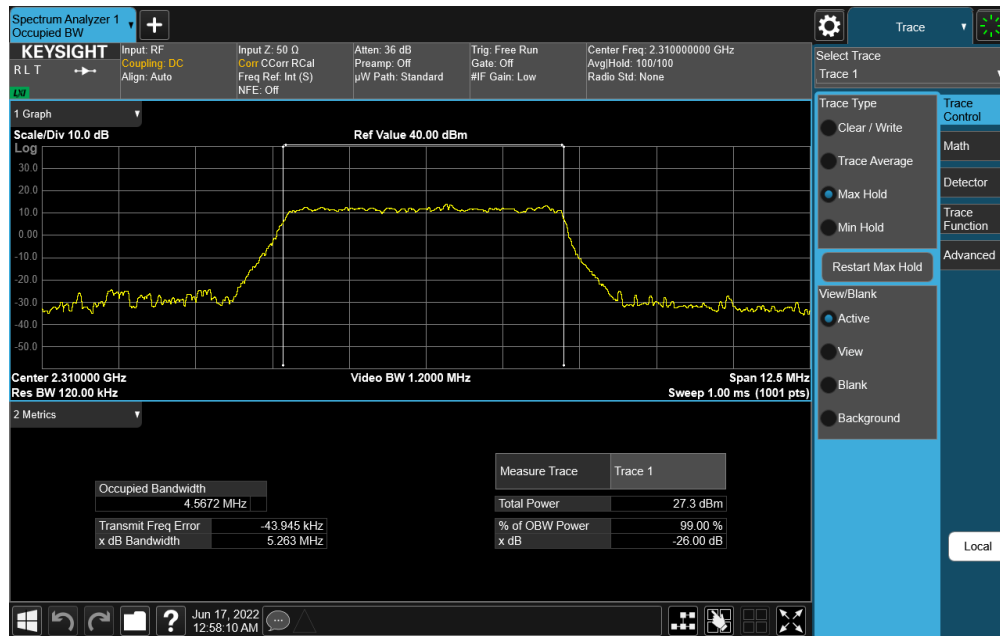 Spectrum Analyzer 1
Occupied BW
Trace
KEYSIGHT
R L T
LXI
Input: RF
Coupling: DC
Align: Auto
Input Z: 50 Ω
Corr CCorr RCal
Freq Ref: Int (S)
NFE: Off
Atten: 36 dB
Preamp: Off
µW Path: Standard
Trig: Free Run
Gate: Off
#IF Gain: Low
Center Freq: 2.310000000 GHz
Avg|Hold: 100/100
Radio Std: None
Select Trace
Trace 1
1 Graph
Scale/Div 10.0 dB
Ref Value 40.00 dBm
Log
30.0
20.0
10.0
0.00
-10.0
-20.0
-30.0
-40.0
-50.0
Center 2.310000 GHz
Video BW 1.2000 MHz
Span 12.5 MHz
Res BW 120.00 kHz
Sweep 1.00 ms (1001 pts)
Trace Type
Clear / Write
Trace Average
Max Hold
Min Hold
Restart Max Hold
View/Blank
Active
View
Blank
Background
Trace
Control
Math
Detector
Trace
Function
Advanced
Local
2 Metrics
Occupied Bandwidth
4.5672 MHz
Transmit Freq Error -43.945 kHz
x dB Bandwidth 5.263 MHz
Measure Trace Trace 1
Total Power 27.3 dBm
% of OBW Power 99.00 %
x dB -26.00 dB
?
Jun 17, 2022
12:58:10 AM